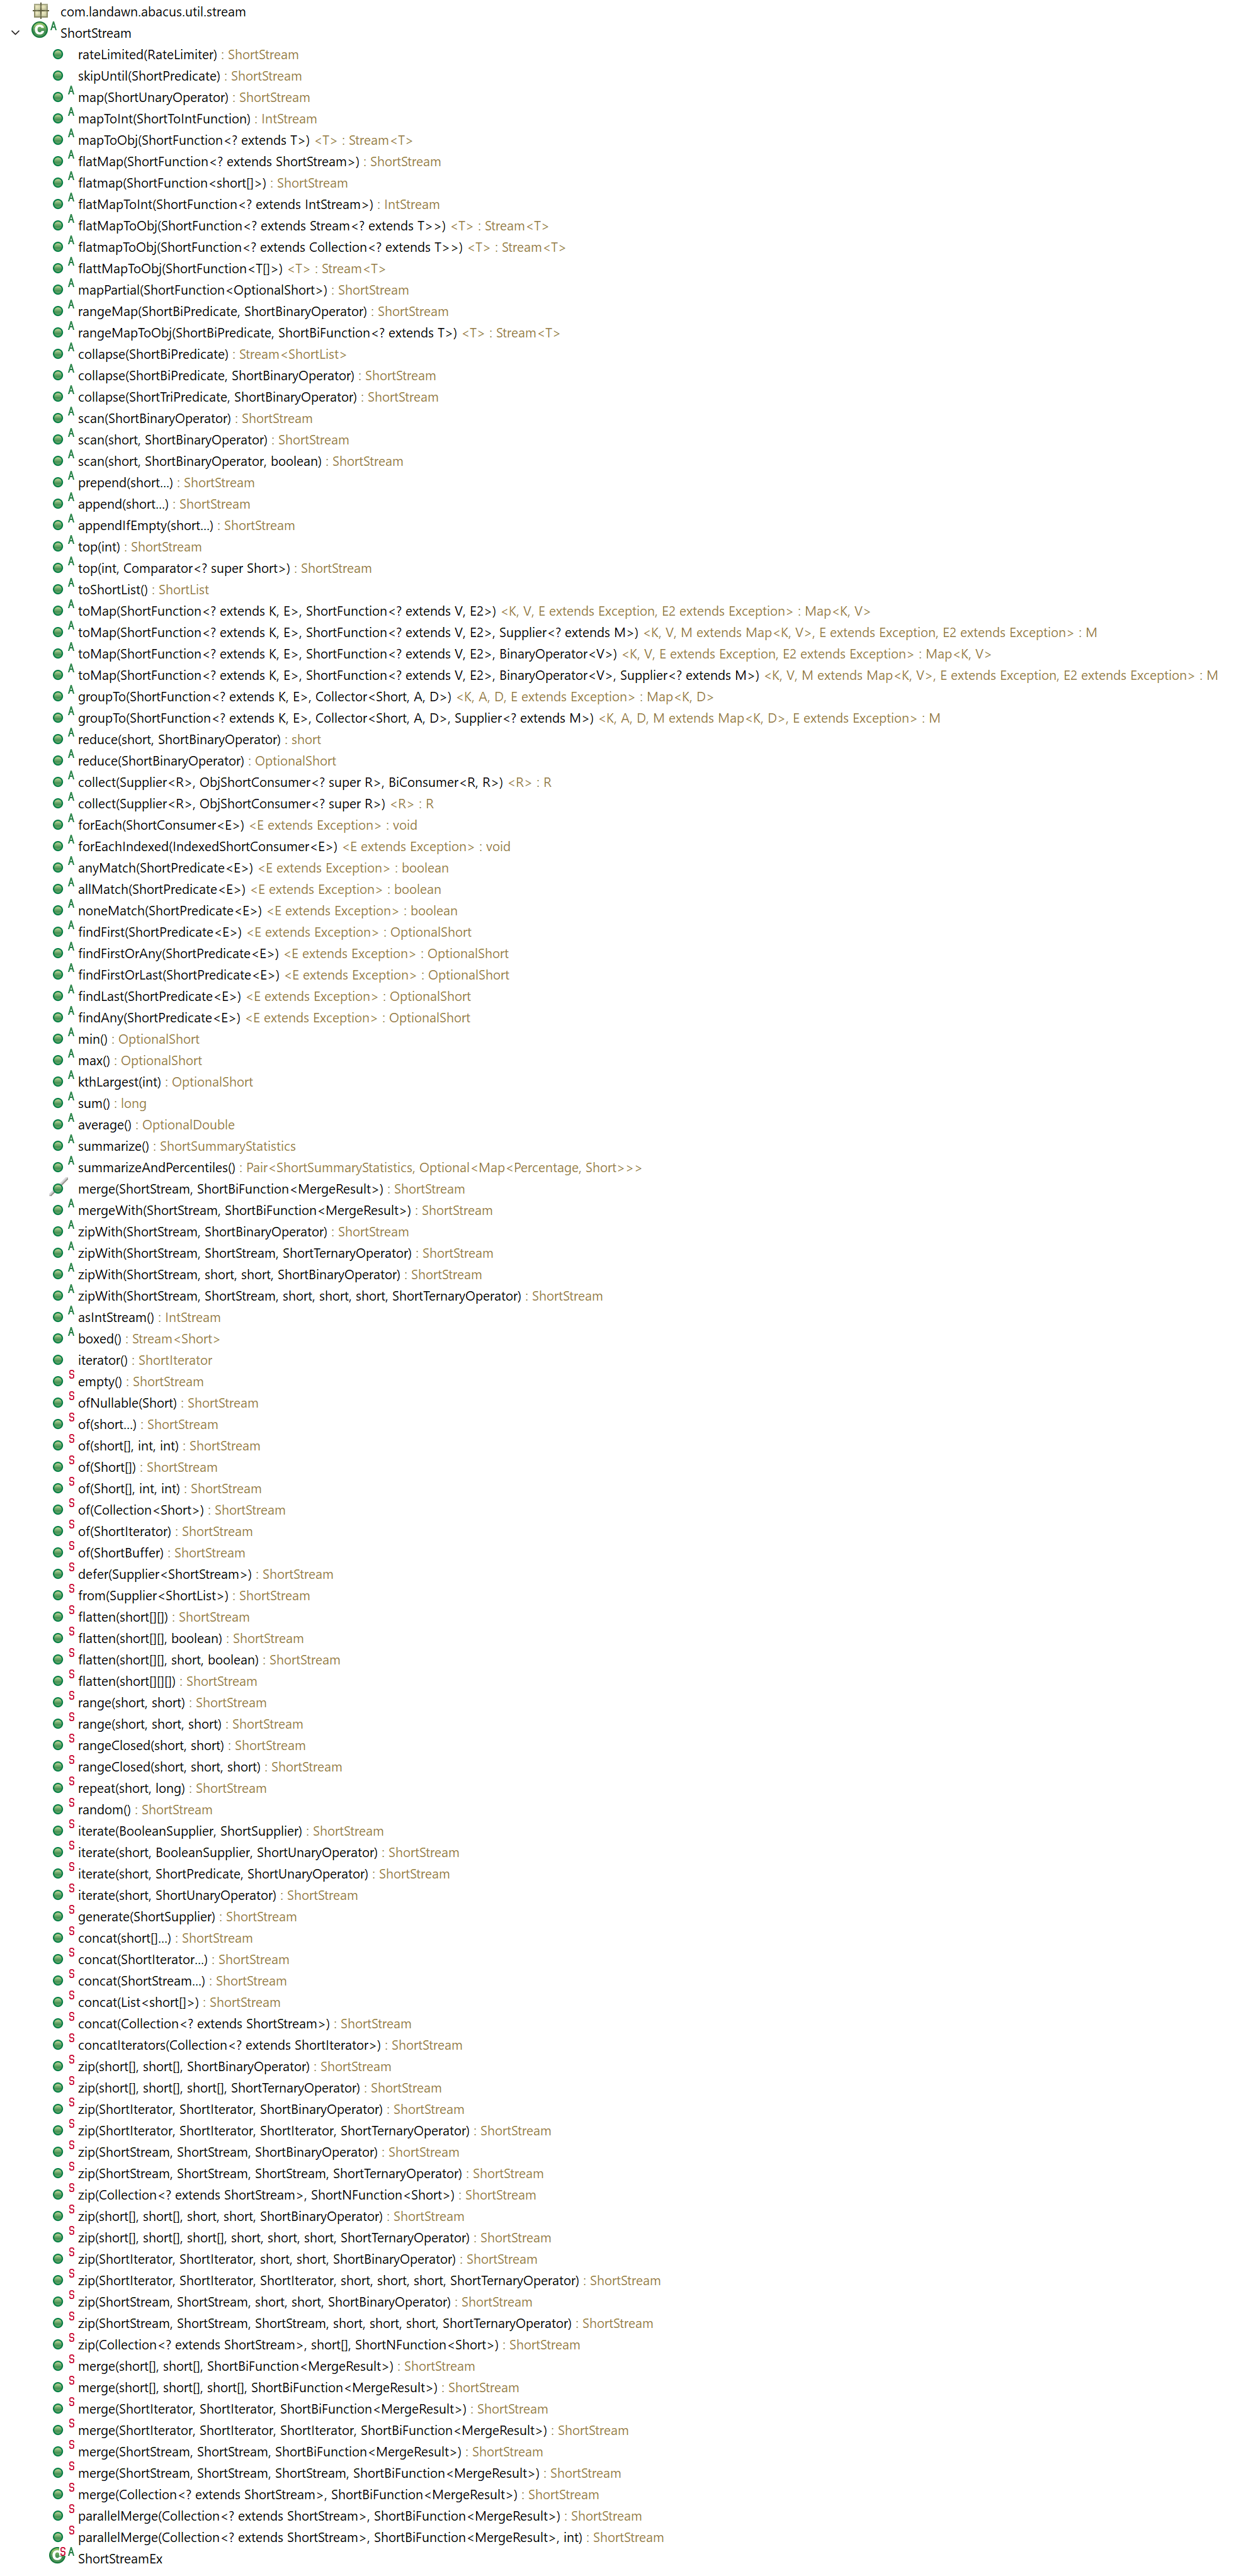 com.landawn.abacus.util.stream
ShortStream
rateLimited(RateLimiter) : ShortStream
skipUntil(ShortPredicate) : ShortStream
A map(ShortUnaryOperator) : ShortStream
A mapToInt(ShortToIntFunction) : IntStream
A mapToObj(ShortFunction<? extends T>) <T> : Stream<T>
A flatMap(ShortFunction<? extends ShortStream>) : ShortStream
A flatmap(ShortFunction<short[]>) : ShortStream
A flatMapToInt(ShortFunction<? extends IntStream>) : IntStream
A flatMapToObj(ShortFunction<? extends Stream<? extends T>>) <T> : Stream<T>
A flatmapToObj(ShortFunction<? extends Collection<? extends T>>) <T> : Stream<T>
A flattMapToObj(ShortFunction<T[]>) <T> : Stream<T>
A mapPartial(ShortFunction<OptionalShort>) : ShortStream
A rangeMap(ShortBiPredicate, ShortBinaryOperator) : ShortStream
A rangeMapToObj(ShortBiPredicate, ShortBiFunction<? extends T>) <T> : Stream<T>
A collapse(ShortBiPredicate) : Stream<ShortList>
A collapse(ShortBiPredicate, ShortBinaryOperator) : ShortStream
A collapse(ShortTriPredicate, ShortBinaryOperator) : ShortStream
A scan(ShortBinaryOperator) : ShortStream
A scan(short, ShortBinaryOperator) : ShortStream
A scan(short, ShortBinaryOperator, boolean) : ShortStream
A prepend(short...) : ShortStream
A append(short...) : ShortStream
A appendIfEmpty(short...) : ShortStream
A top(int) : ShortStream
A top(int, Comparator<? super Short>) : ShortStream
A toShortList() : ShortList
A toMap(ShortFunction<? extends K, E>, ShortFunction<? extends V, E2>) <K, V, E extends Exception, E2 extends Exception> : Map<K, V>
A toMap(ShortFunction<? extends K, E>, ShortFunction<? extends V, E2>, Supplier<? extends M>) <K, V, M extends Map<K, V>, E extends Exception, E2 extends Exception> : M
A toMap(ShortFunction<? extends K, E>, ShortFunction<? extends V, E2>, BinaryOperator<V>) <K, V, E extends Exception, E2 extends Exception> : Map<K, V>
A toMap(ShortFunction<? extends K, E>, ShortFunction<? extends V, E2>, BinaryOperator<V>, Supplier<? extends M>) <K, V, M extends Map<K, V>, E extends Exception, E2 extends Exception> : M
A groupTo(ShortFunction<? extends K, E>, Collector<Short, A, D>) <K, A, D, E extends Exception> : Map<K, D>
A groupTo(ShortFunction<? extends K, E>, Collector<Short, A, D>, Supplier<? extends M>) <K, A, D, M extends Map<K, D>, E extends Exception> : M
A reduce(short, ShortBinaryOperator) : short
A reduce(ShortBinaryOperator) : OptionalShort
A collect(Supplier<R>, ObjShortConsumer<? super R>, BiConsumer<R, R>) <R> : R
A collect(Supplier<R>, ObjShortConsumer<? super R>) <R> : R
A forEach(ShortConsumer<E>) <E extends Exception> : void
A forEachIndexed(IndexedShortConsumer<E>) <E extends Exception> : void
A anyMatch(ShortPredicate<E>) <E extends Exception> : boolean
A allMatch(ShortPredicate<E>) <E extends Exception> : boolean
A noneMatch(ShortPredicate<E>) <E extends Exception> : boolean
A findFirst(ShortPredicate<E>) <E extends Exception> : OptionalShort
A findFirstOrAny(ShortPredicate<E>) <E extends Exception> : OptionalShort
A findFirstOrLast(ShortPredicate<E>) <E extends Exception> : OptionalShort
A findLast(ShortPredicate<E>) <E extends Exception> : OptionalShort
A findAny(ShortPredicate<E>) <E extends Exception> : OptionalShort
A min() : OptionalShort
A max() : OptionalShort
A kthLargest(int) : OptionalShort
A sum() : long
A average() : OptionalDouble
A summarize() : ShortSummaryStatistics
A summarizeAndPercentiles() : Pair<ShortSummaryStatistics, Optional<Map<Percentage, Short>>>
merge(ShortStream, ShortBiFunction<MergeResult>) : ShortStream
A mergeWith(ShortStream, ShortBiFunction<MergeResult>) : ShortStream
A zipWith(ShortStream, ShortBinaryOperator) : ShortStream
A zipWith(ShortStream, ShortStream, ShortTernaryOperator) : ShortStream
A zipWith(ShortStream, short, short, ShortBinaryOperator) : ShortStream
A zipWith(ShortStream, ShortStream, short, short, short, ShortTernaryOperator) : ShortStream
A asIntStream() : IntStream
A boxed() : Stream<Short>
iterator() : ShortIterator
S empty() : ShortStream
S ofNullable(Short) : ShortStream
S of(short...) : ShortStream
S of(short[], int, int) : ShortStream
S of(Short[]) : ShortStream
S of(Short[], int, int) : ShortStream
S of(Collection<Short>) : ShortStream
S of(ShortIterator) : ShortStream
S of(ShortBuffer) : ShortStream
S defer(Supplier<ShortStream>) : ShortStream
S from(Supplier<ShortList>) : ShortStream
S flatten(short[][]) : ShortStream
S flatten(short[][], boolean) : ShortStream
S flatten(short[][], short, boolean) : ShortStream
S flatten(short[][][]) : ShortStream
S range(short, short) : ShortStream
S range(short, short, short) : ShortStream
S rangeClosed(short, short) : ShortStream
S rangeClosed(short, short, short) : ShortStream
S repeat(short, long) : ShortStream
S random() : ShortStream
S iterate(BooleanSupplier, ShortSupplier) : ShortStream
S iterate(short, BooleanSupplier, ShortUnaryOperator) : ShortStream
S iterate(short, ShortPredicate, ShortUnaryOperator) : ShortStream
S iterate(short, ShortUnaryOperator) : ShortStream
S generate(ShortSupplier) : ShortStream
S concat(short[]...) : ShortStream
S concat(ShortIterator...) : ShortStream
S concat(ShortStream...) : ShortStream
S concat(List<short[]>) : ShortStream
S concat(Collection<? extends ShortStream>) : ShortStream
S concatIterators(Collection<? extends ShortIterator>) : ShortStream
S zip(short[], short[], ShortBinaryOperator) : ShortStream
S zip(short[], short[], short[], ShortTernaryOperator) : ShortStream
S zip(ShortIterator, ShortIterator, ShortBinaryOperator) : ShortStream
S zip(ShortIterator, ShortIterator, ShortIterator, ShortTernaryOperator) : ShortStream
S zip(ShortStream, ShortStream, ShortBinaryOperator) : ShortStream
S zip(ShortStream, ShortStream, ShortStream, ShortTernaryOperator) : ShortStream
S zip(Collection<? extends ShortStream>, ShortNFunction<Short>) : ShortStream
S zip(short[], short[], short, short, ShortBinaryOperator) : ShortStream
S zip(short[], short[], short[], short, short, short, ShortTernaryOperator) : ShortStream
S zip(ShortIterator, ShortIterator, short, short, ShortBinaryOperator) : ShortStream
S zip(ShortIterator, ShortIterator, ShortIterator, short, short, short, ShortTernaryOperator) : ShortStream
S zip(ShortStream, ShortStream, short, short, ShortBinaryOperator) : ShortStream
S zip(ShortStream, ShortStream, ShortStream, short, short, short, ShortTernaryOperator) : ShortStream
S zip(Collection<? extends ShortStream>, short[], ShortNFunction<Short>) : ShortStream
S merge(short[], short[], ShortBiFunction<MergeResult>) : ShortStream
S merge(short[], short[], short[], ShortBiFunction<MergeResult>) : ShortStream
S merge(ShortIterator, ShortIterator, ShortBiFunction<MergeResult>) : ShortStream
S merge(ShortIterator, ShortIterator, ShortIterator, ShortBiFunction<MergeResult>) : ShortStream
S merge(ShortStream, ShortStream, ShortBiFunction<MergeResult>) : ShortStream
S merge(ShortStream, ShortStream, ShortStream, ShortBiFunction<MergeResult>) : ShortStream
S merge(Collection<? extends ShortStream>, ShortBiFunction<MergeResult>) : ShortStream
S parallelMerge(Collection<? extends ShortStream>, ShortBiFunction<MergeResult>) : ShortStream
S parallelMerge(Collection<? extends ShortStream>, ShortBiFunction<MergeResult>, int) : ShortStream
ShortStreamEx